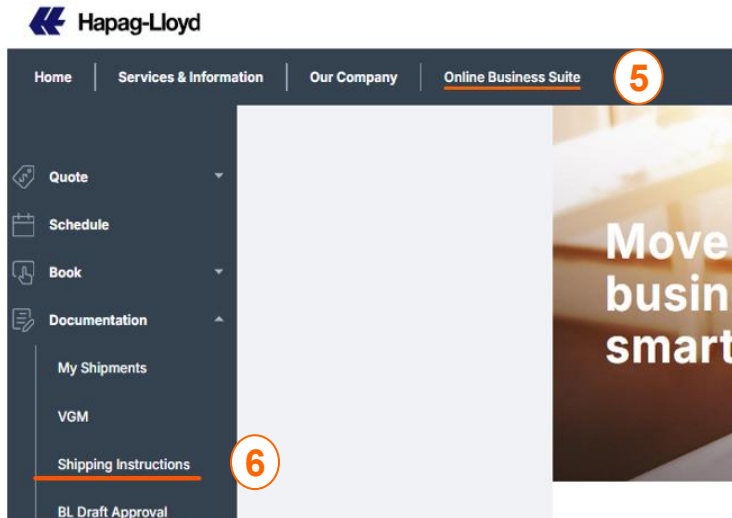 Hapag-Lloyd
Home Services & Information Our Company Online Business Suite 5
Quote
Schedule
Book
Documentation
My Shipments
VGM
Shipping Instructions 6
BL Draft Approval
Move
busin
smart